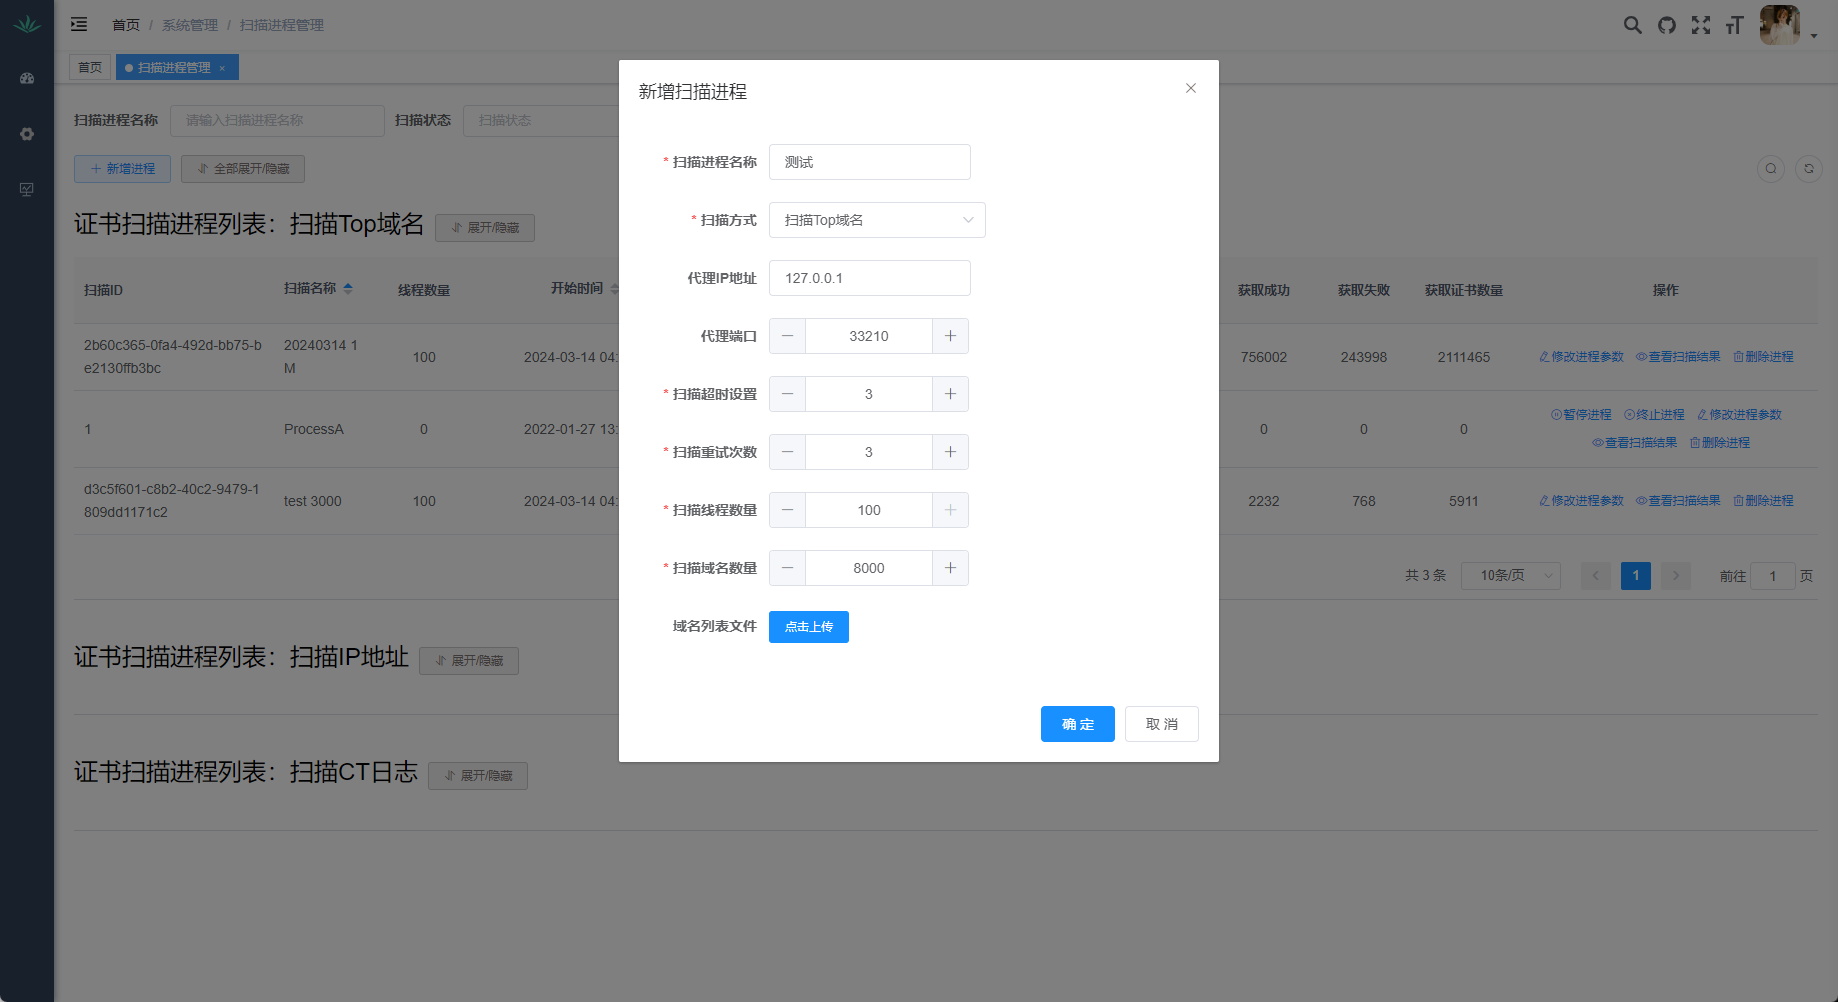 首页 / 系统管理 / 扫描进程管理
首页
扫描进程管理 ×
扫描进程名称 请输入扫描进程名称 扫描状态 扫描状态
新增进程 全部展开/隐藏
证书扫描进程列表：扫描Top域名 展开/隐藏
扫描ID 扫描名称 线程数量 开始时间 获取成功 获取失败 获取证书数量 操作
2b60c365-0fa4-492d-bb75-b
e2130ffb3bc
20240314 1
M
100 2024-03-14 04: 756002 243998 2111465 修改进程参数 查看扫描结果 删除进程
1 ProcessA 0 2022-01-27 13: 0 0 0 暂停进程 终止进程 修改进程参数
查看扫描结果 删除进程
d3c5f601-c8b2-40c2-9479-1
809dd1171c2
test 3000 100 2024-03-14 04: 2232 768 5911 修改进程参数 查看扫描结果 删除进程
共 3 条 10条/页 1 前往 1 页
证书扫描进程列表：扫描IP地址 展开/隐藏
证书扫描进程列表：扫描CT日志 展开/隐藏
新增扫描进程
* 扫描进程名称 测试
* 扫描方式 扫描Top域名
代理IP地址 127.0.0.1
代理端口 33210
* 扫描超时设置 3
* 扫描重试次数 3
* 扫描线程数量 100
* 扫描域名数量 8000
域名列表文件 点击上传
确 定 取 消